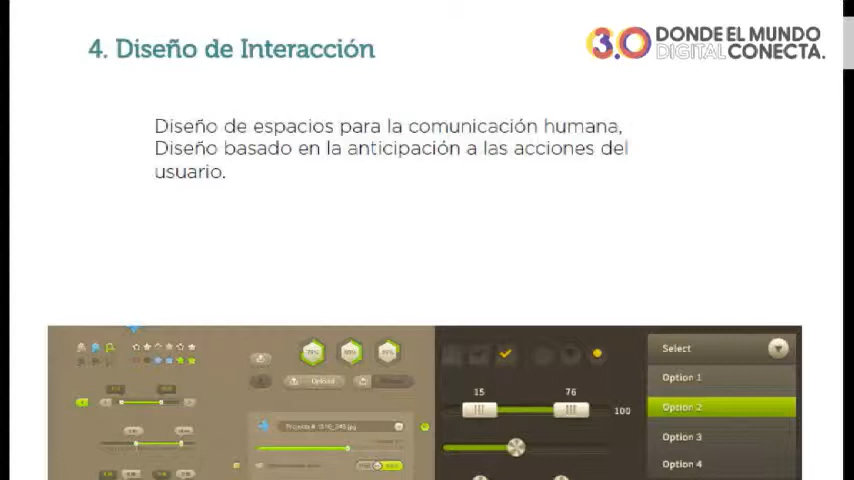 4. Diseño de Interacción
3.0 DONDE EL MUNDO
DIGITAL CONECTA.
Diseño de espacios para la comunicación humana,
Diseño basado en la anticipación a las acciones del
usuario.
Select
Option 1
Option 2
Option 3
Option 4
15
76
100
Upload